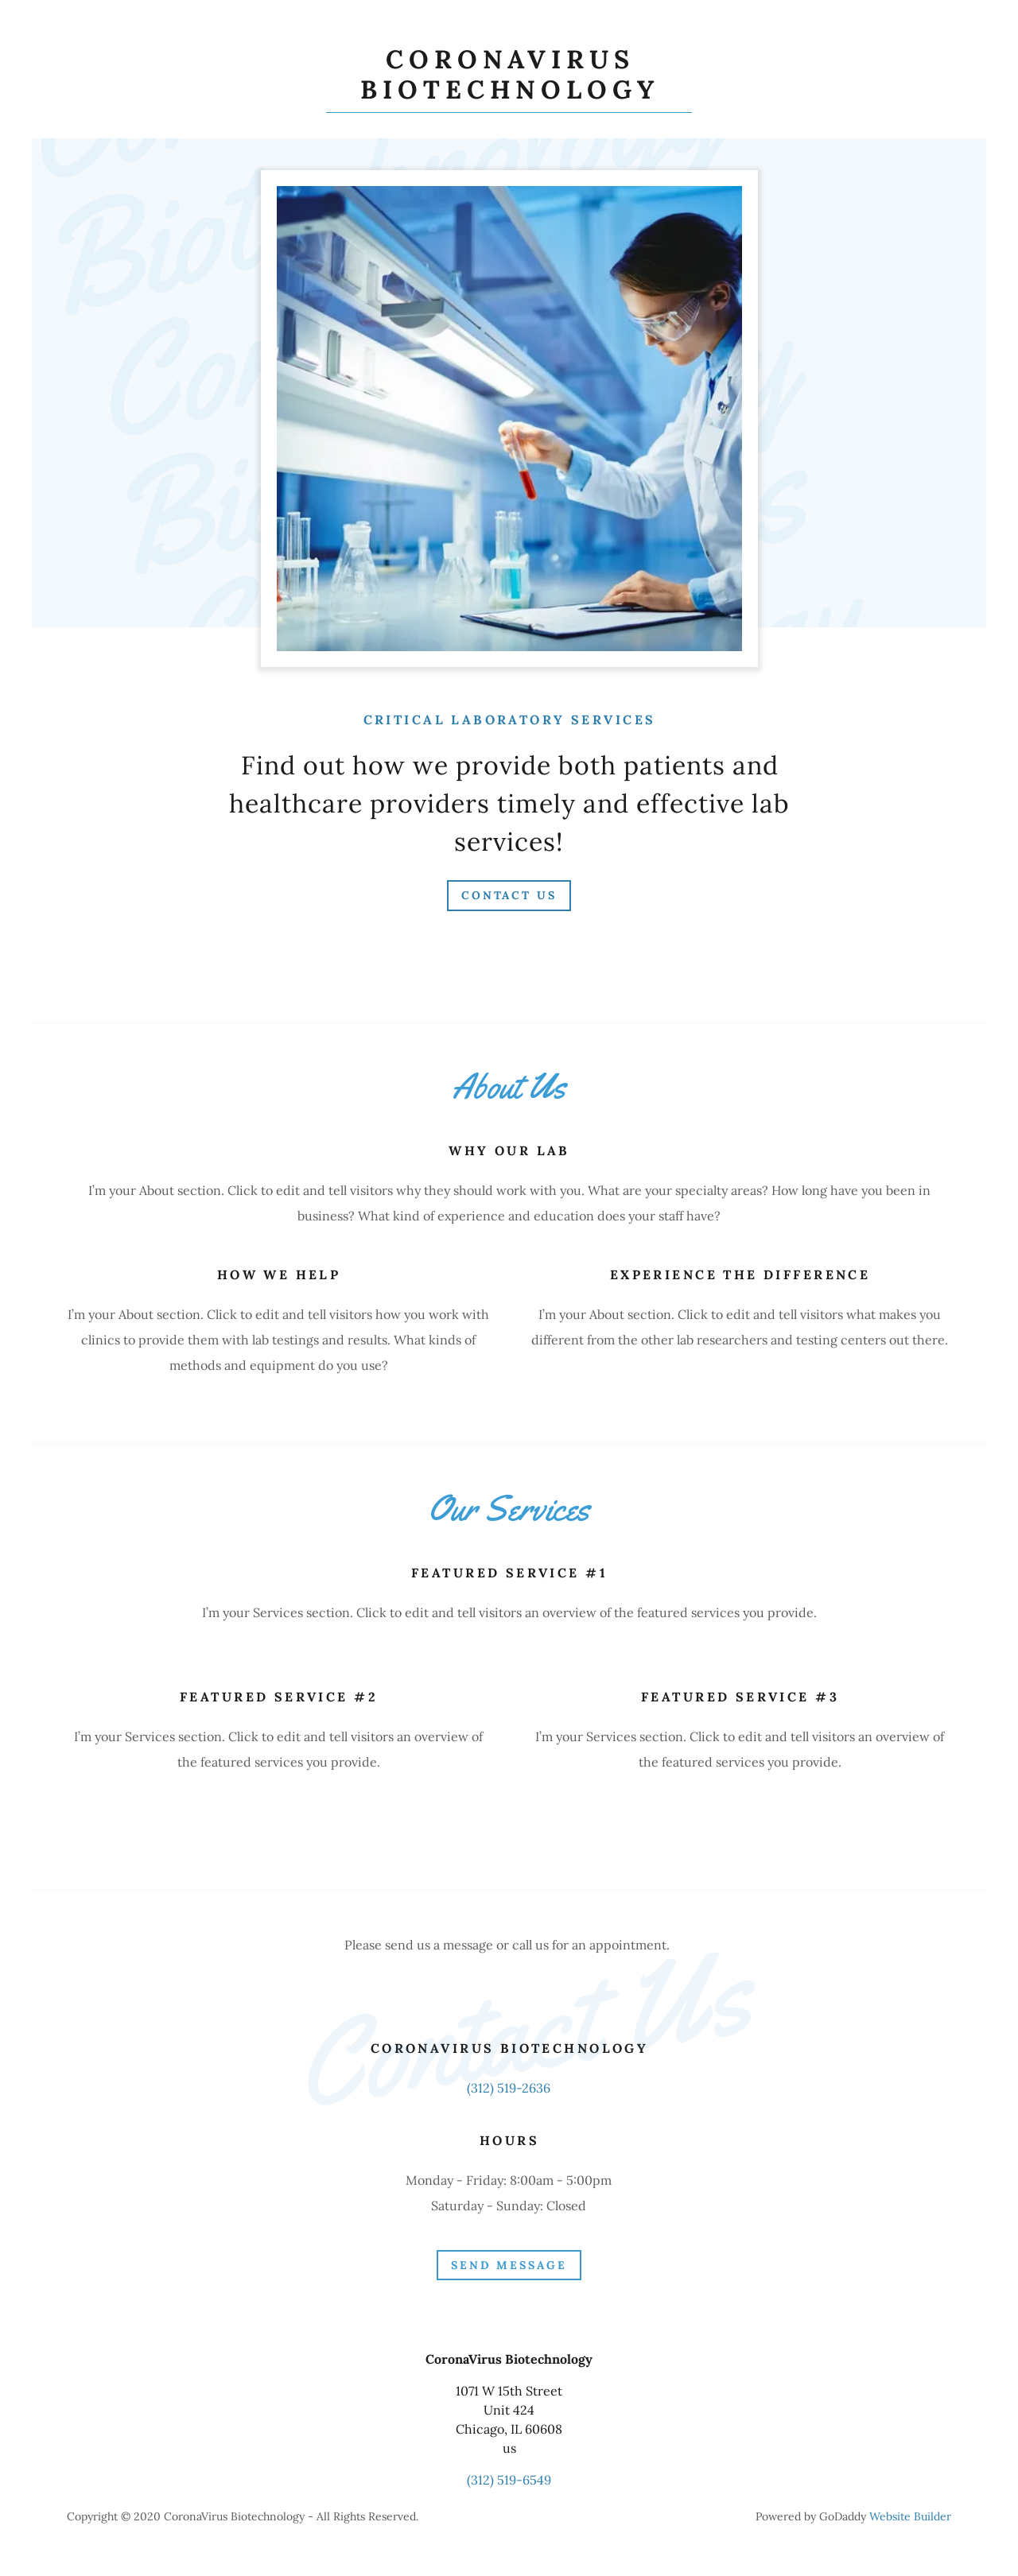 CORONAVIRUS
BIOTECHNOLOGY
CRITICAL LABORATORY SERVICES
Find out how we provide both patients and
healthcare providers timely and effective lab
services!
CONTACT US
About Us
WHY OUR LAB
I'm your About section. Click to edit and tell visitors why they should work with you. What are your specialty areas? How long have you been in
business? What kind of experience and education does your staff have?
HOW WE HELP
I'm your About section. Click to edit and tell visitors how you work with
clinics to provide them with lab testings and results. What kinds of
methods and equipment do you use?
EXPERIENCE THE DIFFERENCE
I'm your About section. Click to edit and tell visitors what makes you
different from the other lab researchers and testing centers out there.
Our Services
FEATURED SERVICE #1
I'm your Services section. Click to edit and tell visitors an overview of the featured services you provide.
FEATURED SERVICE #2
I'm your Services section. Click to edit and tell visitors an overview of
the featured services you provide.
FEATURED SERVICE #3
I'm your Services section. Click to edit and tell visitors an overview of
the featured services you provide.
Please send us a message or call us for an appointment.
Contact Us
CORONAVIRUS BIOTECHNOLOGY
(312) 519-2636
HOURS
Monday - Friday: 8:00am - 5:00pm
Saturday - Sunday: Closed
SEND MESSAGE
CoronaVirus Biotechnology
1071 W 15th Street
Unit 424
Chicago, IL 60608
us
(312) 519-6549
Copyright © 2020 CoronaVirus Biotechnology - All Rights Reserved.
Powered by GoDaddy Website Builder